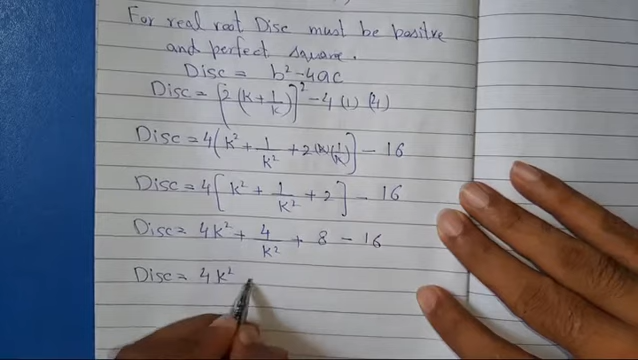 For real root Disc must be positive
and perfect square.
Disc = b² - 4ac
Disc = [2(k + 1/k)]² - 4(1)(4)
Disc = 4(k² + 1/k² + 2(k)(1/k)] - 16
Disc = 4[k² + 1/k² + 2] - 16
Disc = 4k² + 4/k² + 8 - 16
Disc = 4k²